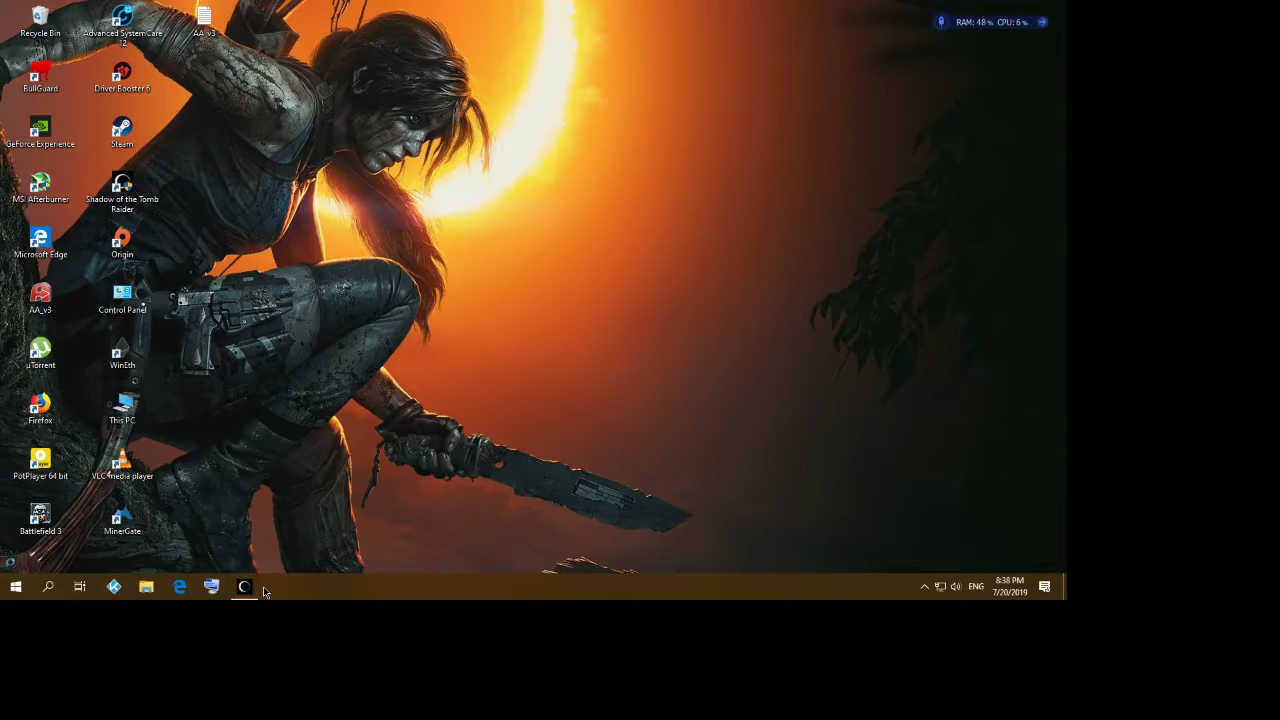 Recycle Bin
Advanced SystemCare
12
AA_v3
BullGuard
Driver Booster 6
GeForce Experience
Steam
MSI Afterburner
Shadow of the Tomb
Raider
Microsoft Edge
Origin
AA_v3
Control Panel
uTorrent
WinEth
Firefox
This PC
PotPlayer 64 bit
VLC media player
Battlefield 3
MinerGate
RAM: 48 % CPU: 6 %
ENG
8:38 PM
7/20/2019